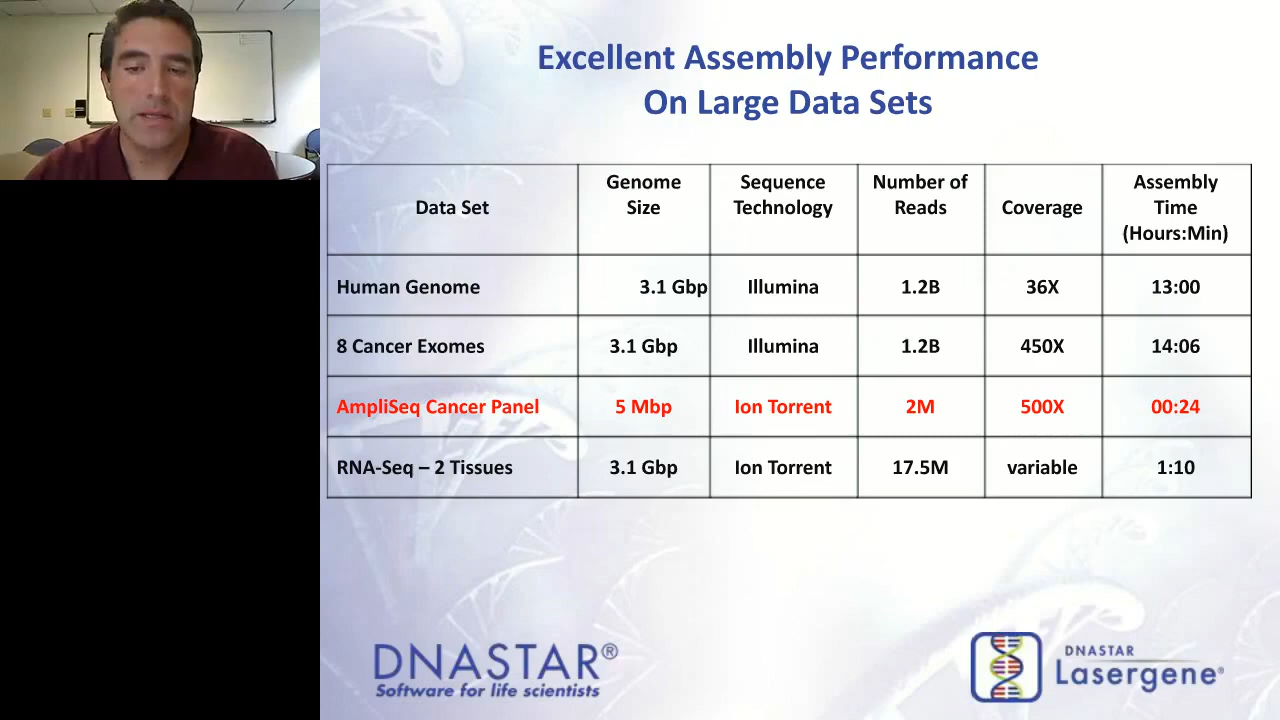 Excellent Assembly Performance
On Large Data Sets
Data Set
Genome
Size
Sequence
Technology
Number of
Reads
Coverage
Assembly
Time
(Hours:Min)
Human Genome 3.1 Gbp Illumina 1.2B 36X 13:00
8 Cancer Exomes 3.1 Gbp Illumina 1.2B 450X 14:06
AmpliSeq Cancer Panel 5 Mbp Ion Torrent 2M 500X 00:24
RNA-Seq – 2 Tissues 3.1 Gbp Ion Torrent 17.5M variable 1:10
DNASTAR®
Software for life scientists
DNASTAR
Lasergene®